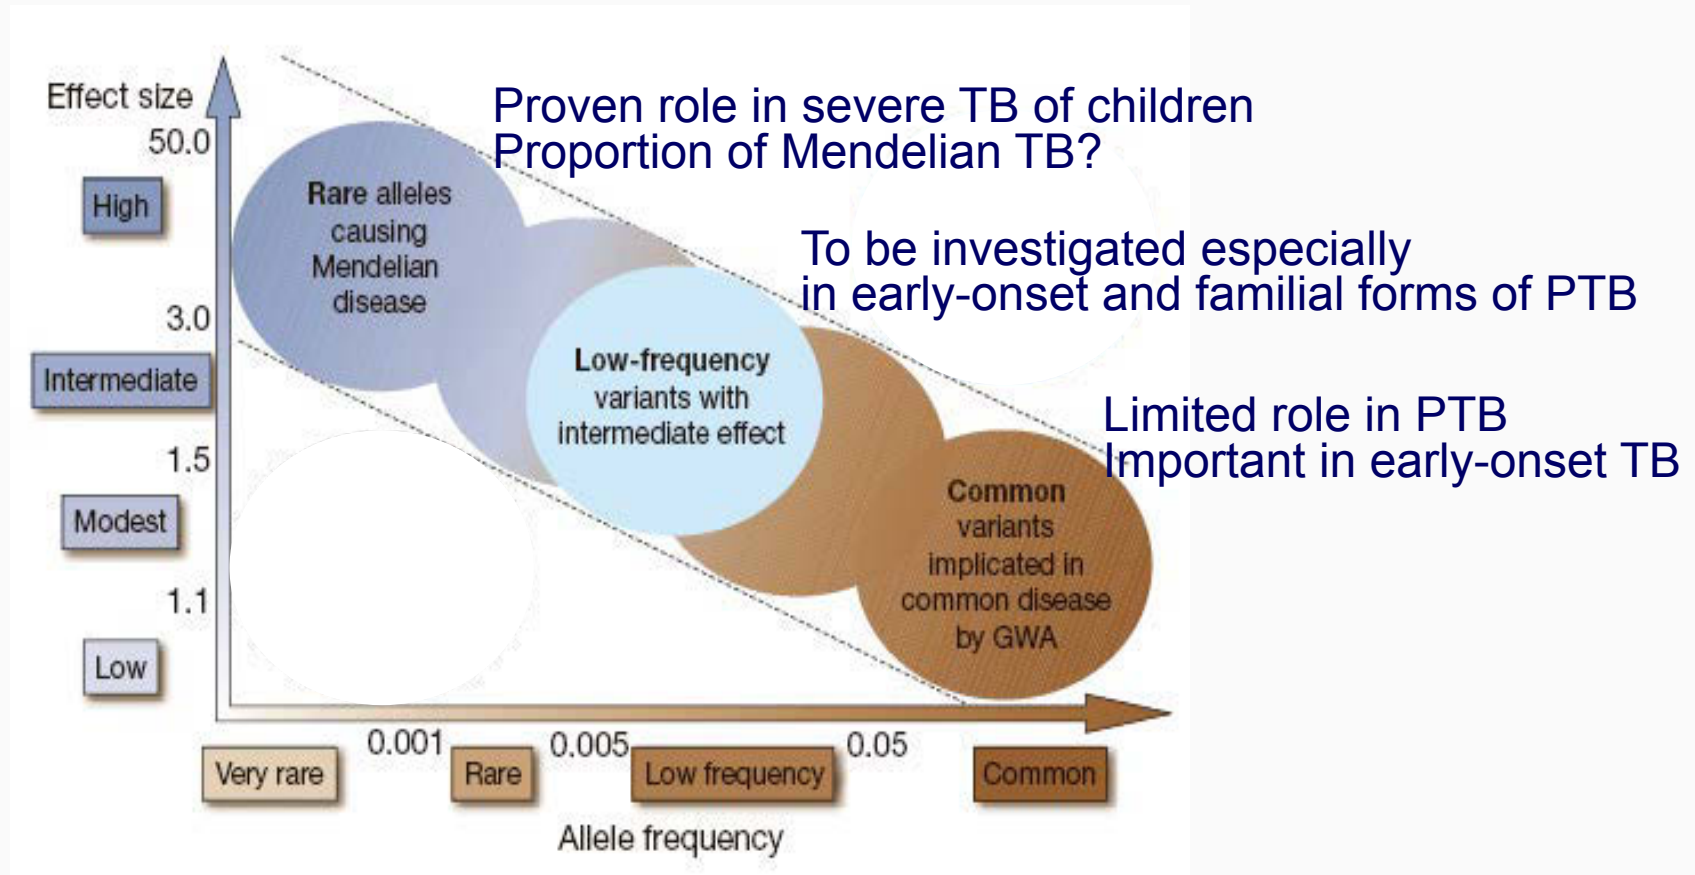 Effect size
50.0
High
3.0
Intermediate
1.5
Modest
1.1
Low
Proven role in severe TB of children
Proportion of Mendelian TB?
Rare alleles
causing
Mendelian
disease
To be investigated especially
in early-onset and familial forms of PTB
Low-frequency
variants with
intermediate effect
Limited role in PTB
Important in early-onset TB
Common
variants
implicated in
common disease
by GWA
0.001
0.005
0.05
Very rare
Rare
Low frequency
Common
Allele frequency